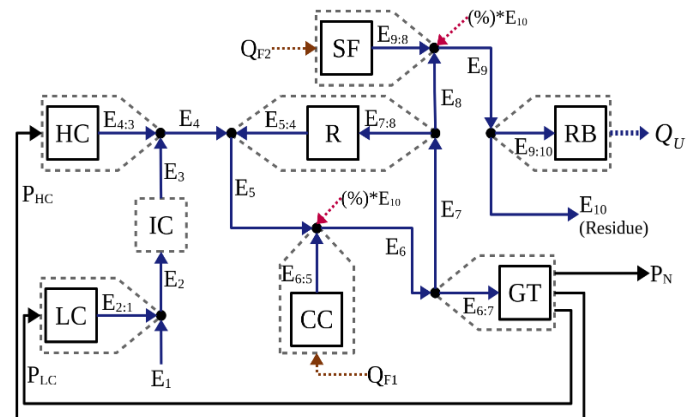 (%)*E10
QF2
SF
E9:8
E9
E8
HC
E4:3
E4
E5:4
R
E7:8
E9:10
RB
QU
E3
PHC
E5
(%)*E10
E7
E10
(Residue)
IC
E6
E2
E6:5
LC
E2:1
CC
E6:7
GT
PN
PLC
E1
QF1